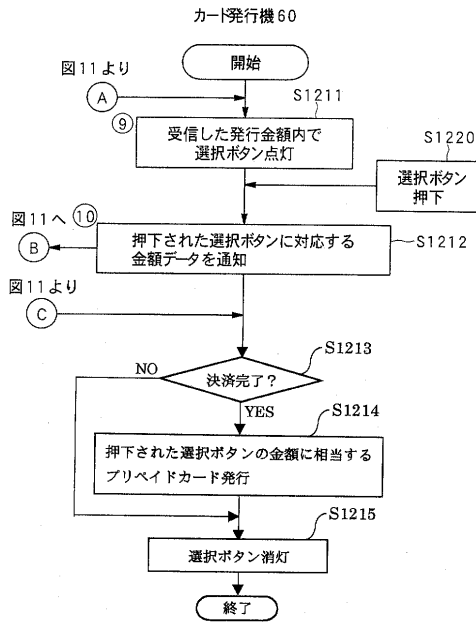 カード発行機60
開始
図11より
A
S1211
⑨
受信した発行金額内で
選択ボタン点灯
S1220
選択ボタン
押下
図11へ
⑩
B
押下された選択ボタンに対応する
金額データを通知
S1212
図11より
C
S1213
決済完了?
NO
YES
S1214
押下された選択ボタンの金額に相当する
プリペイドカード発行
S1215
選択ボタン消灯
終了